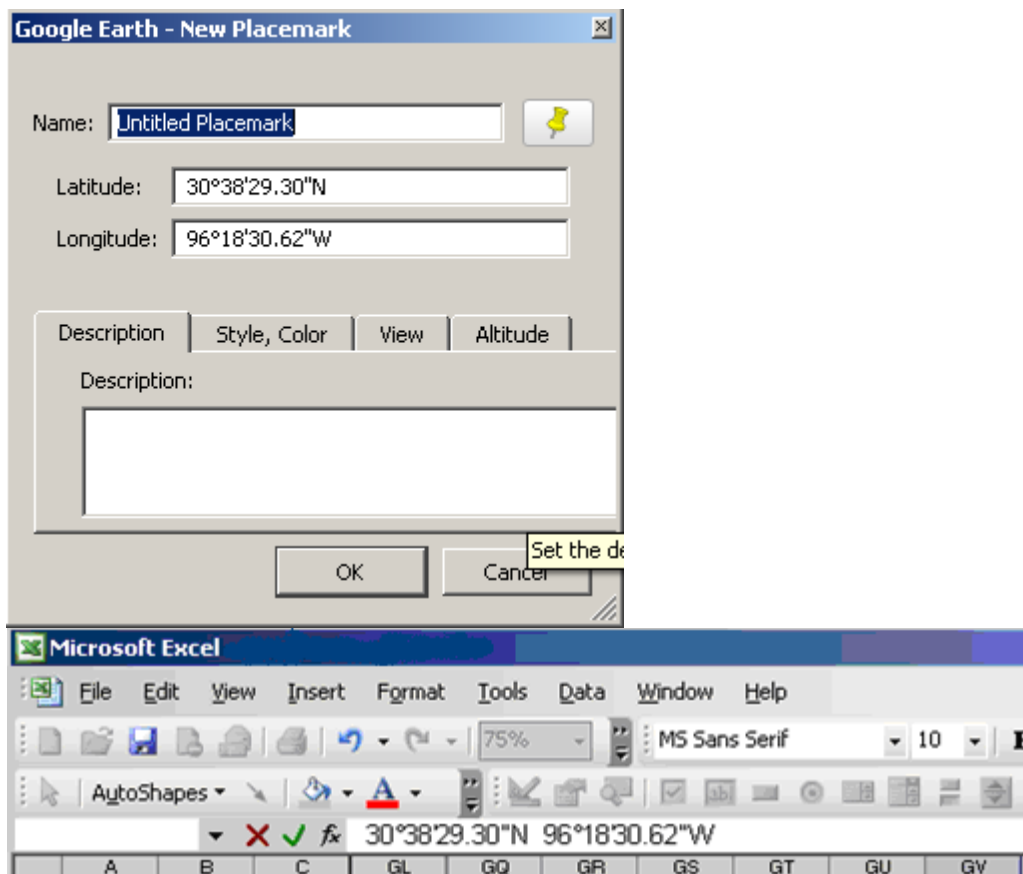 Google Earth - New Placemark
Name: Untitled Placemark
Latitude: 30°38'29.30"N
Longitude: 96°18'30.62"W
Description Style, Color View Altitude
Description:
Set the de
OK Cancel
Microsoft Excel
File Edit View Insert Format Tools Data Window Help
75% MS Sans Serif 10 B
AutoShapes A ab
fx 30°38'29.30"N 96°18'30.62"W
A B C GL GQ GR GS GT GU GV